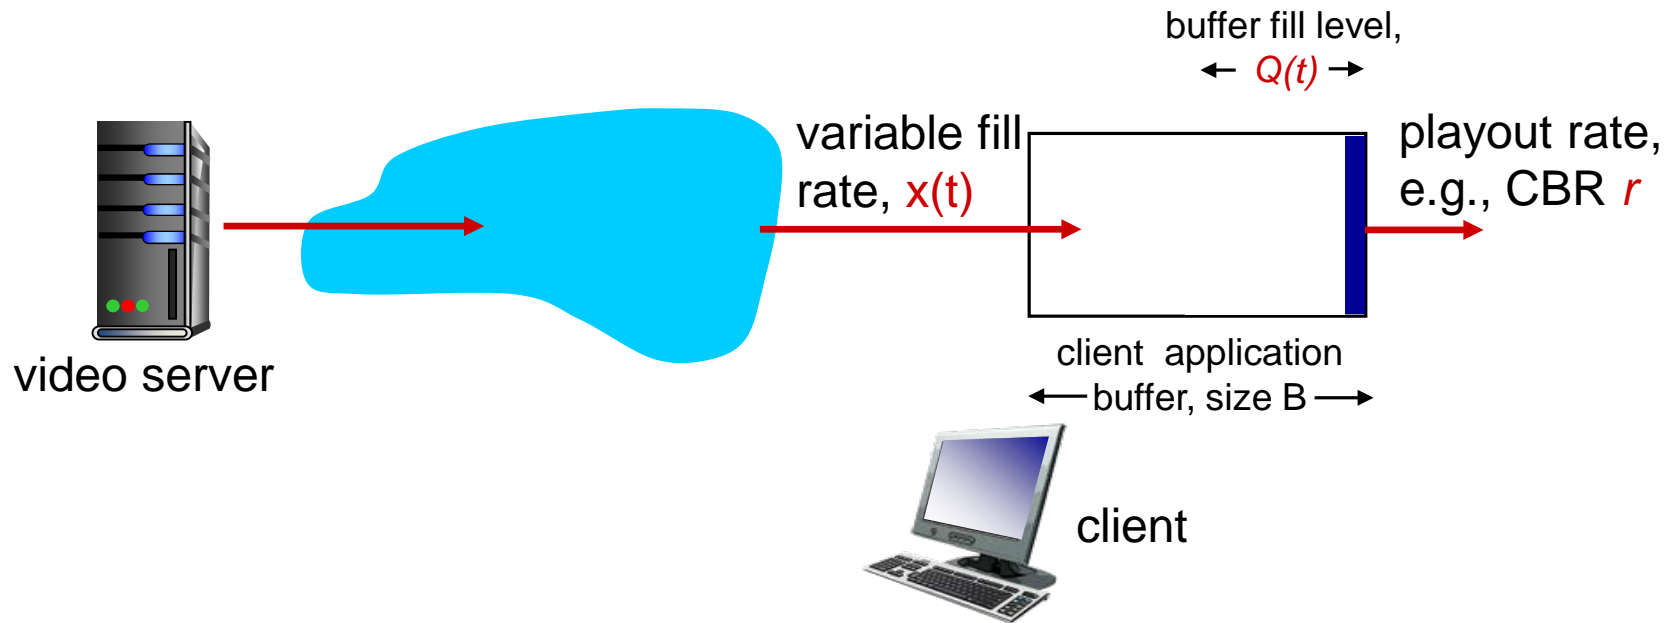 buffer fill level,
Q(t)
variable fill
rate, x(t)
playout rate,
e.g., CBR r
video server
client application
buffer, size B
client